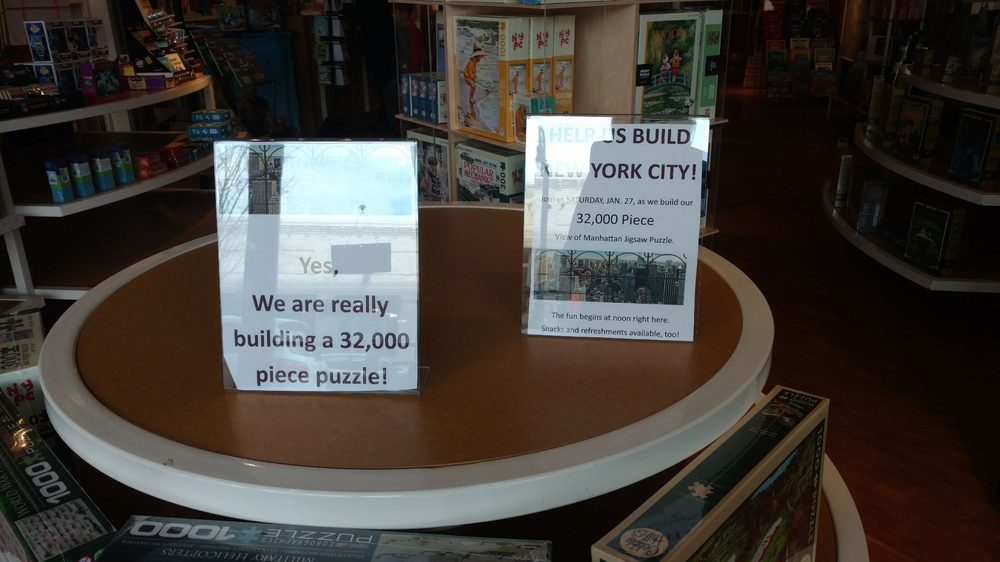 Yes,
We are really
building a 32,000
piece puzzle!
HELP US BUILD
NEW YORK CITY!
Join us SATURDAY, JAN. 27, as we build our
32,000 Piece
View of Manhattan Jigsaw Puzzle.
The fun begins at noon right here.
Snacks and refreshments available, too!
POPULAR
MECHANICS
1000
PUZZLE
1000
MILITARY HELICOPTERS